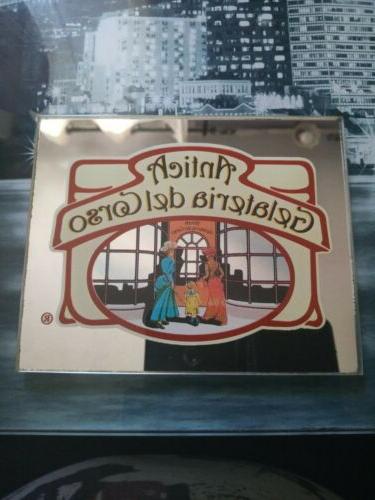 Antica
Gelateria del Corso
®